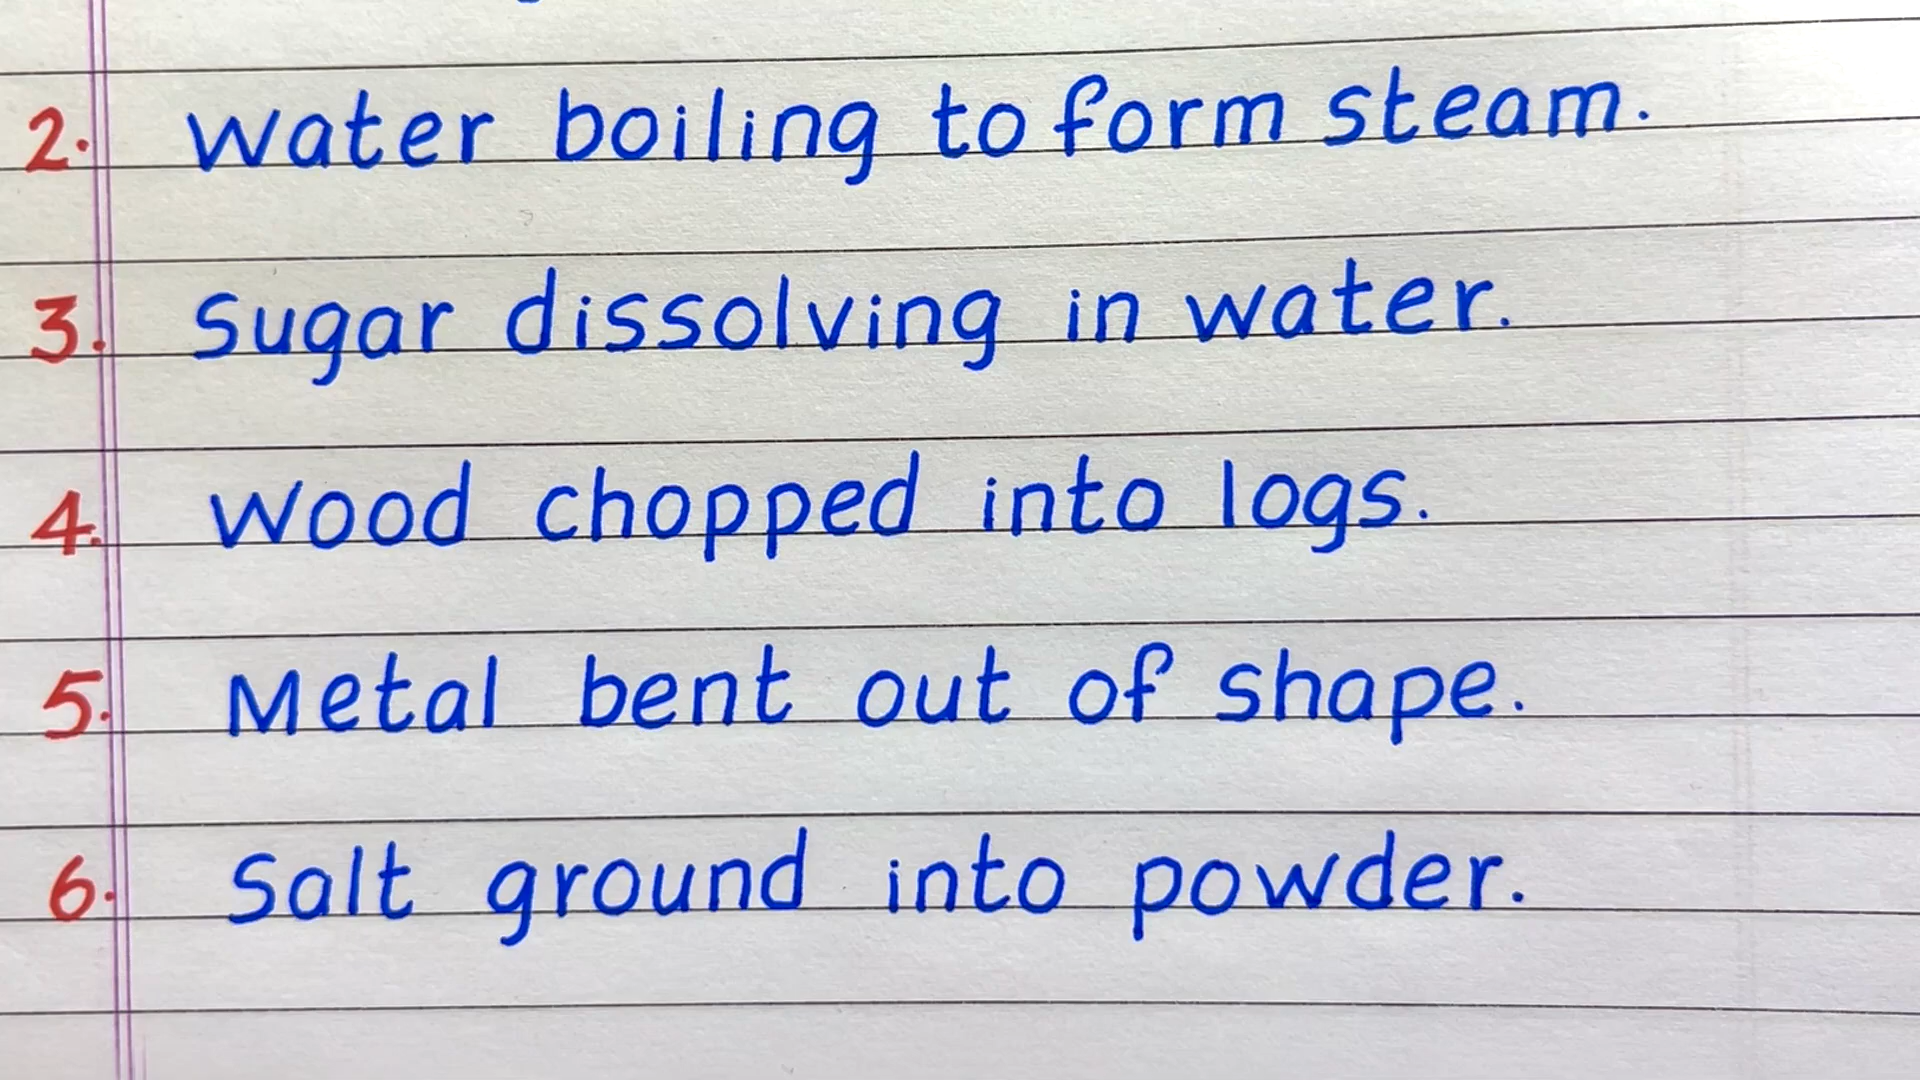 2. Water boiling to form steam.
3. Sugar dissolving in water.
4. Wood chopped into logs.
5. Metal bent out of shape.
6. Salt ground into powder.